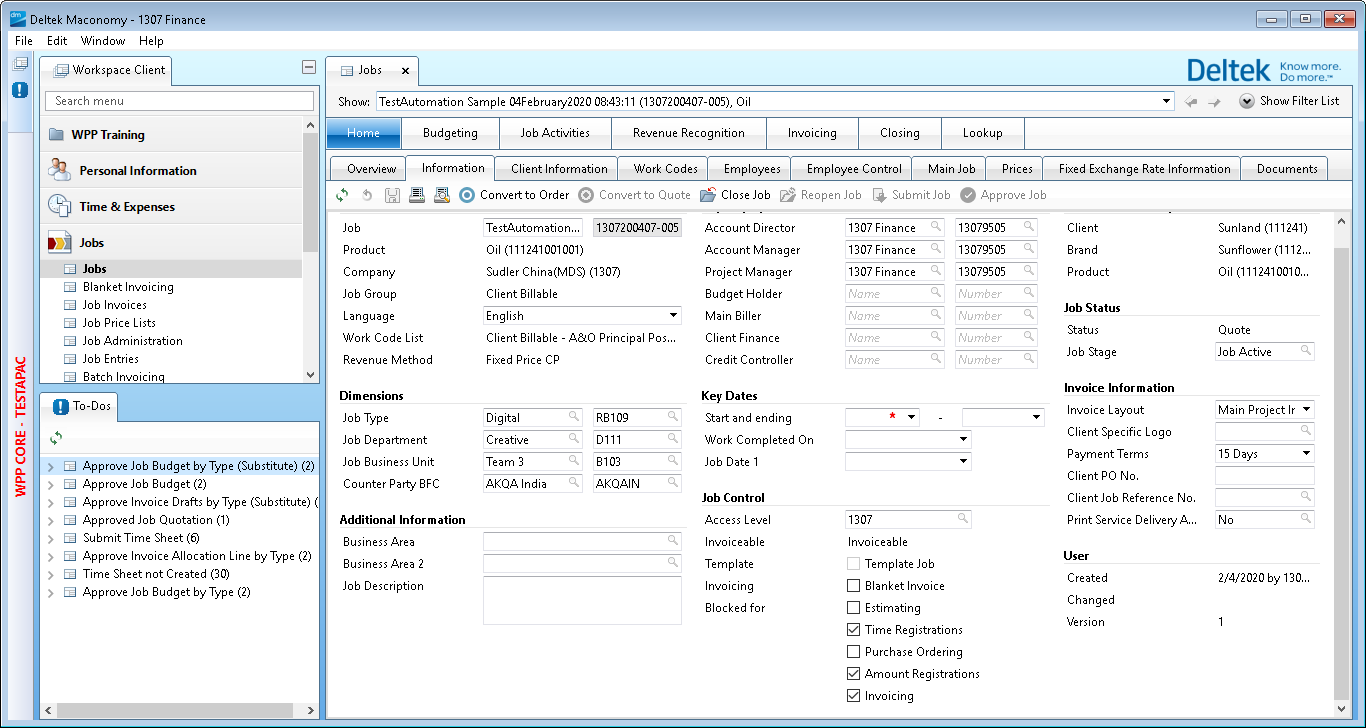 Deltek Maconomy - 1307 Finance
File Edit Window Help
WPP CORE - TESTAPAC
Workspace Client
Search menu
WPP Training
Personal Information
Time & Expenses
Jobs
Jobs
Blanket Invoicing
Job Invoices
Job Price Lists
Job Administration
Job Entries
Batch Invoicing
To-Dos
Approve Job Budget by Type (Substitute) (2)
Approve Job Budget (2)
Approve Invoice Drafts by Type (Substitute) (
Approved Job Quotation (1)
Submit Time Sheet (6)
Approve Invoice Allocation Line by Type (2)
Time Sheet not Created (30)
Approve Job Budget by Type (2)
Jobs
Deltek Know more.
Do more.™
Show: TestAutomation Sample 04February2020 08:43:11 (1307200407-005), Oil Show Filter List
Home Budgeting Job Activities Revenue Recognition Invoicing Closing Lookup
Overview Information Client Information Work Codes Employees Employee Control Main Job Prices Fixed Exchange Rate Information Documents
Convert to Order Convert to Quote Close Job Reopen Job Submit Job Approve Job
Job TestAutomation... 1307200407-005
Product Oil (111241001001)
Company Sudler China(MDS) (1307)
Job Group Client Billable
Language English
Work Code List Client Billable - A&O Principal Pos...
Revenue Method Fixed Price CP
Dimensions
Job Type Digital RB109
Job Department Creative D111
Job Business Unit Team 3 B103
Counter Party BFC AKQA India AKQAIN
Additional Information
Business Area
Business Area 2
Job Description
Account Director 1307 Finance 13079505
Account Manager 1307 Finance 13079505
Project Manager 1307 Finance 13079505
Budget Holder Name Number
Main Biller Name Number
Client Finance Name Number
Credit Controller Name Number
Key Dates
Start and ending * -
Work Completed On
Job Date 1
Job Control
Access Level 1307
Invoiceable Invoiceable
Template Template Job
Invoicing Blanket Invoice
Blocked for Estimating
Time Registrations
Purchase Ordering
Amount Registrations
Invoicing
Client Sunland (111241)
Brand Sunflower (1112...
Product Oil (1112410010...
Job Status
Status Quote
Job Stage Job Active
Invoice Information
Invoice Layout Main Project Ir
Client Specific Logo
Payment Terms 15 Days
Client PO No.
Client Job Reference No.
Print Service Delivery A... No
User
Created 2/4/2020 by 130...
Changed
Version 1